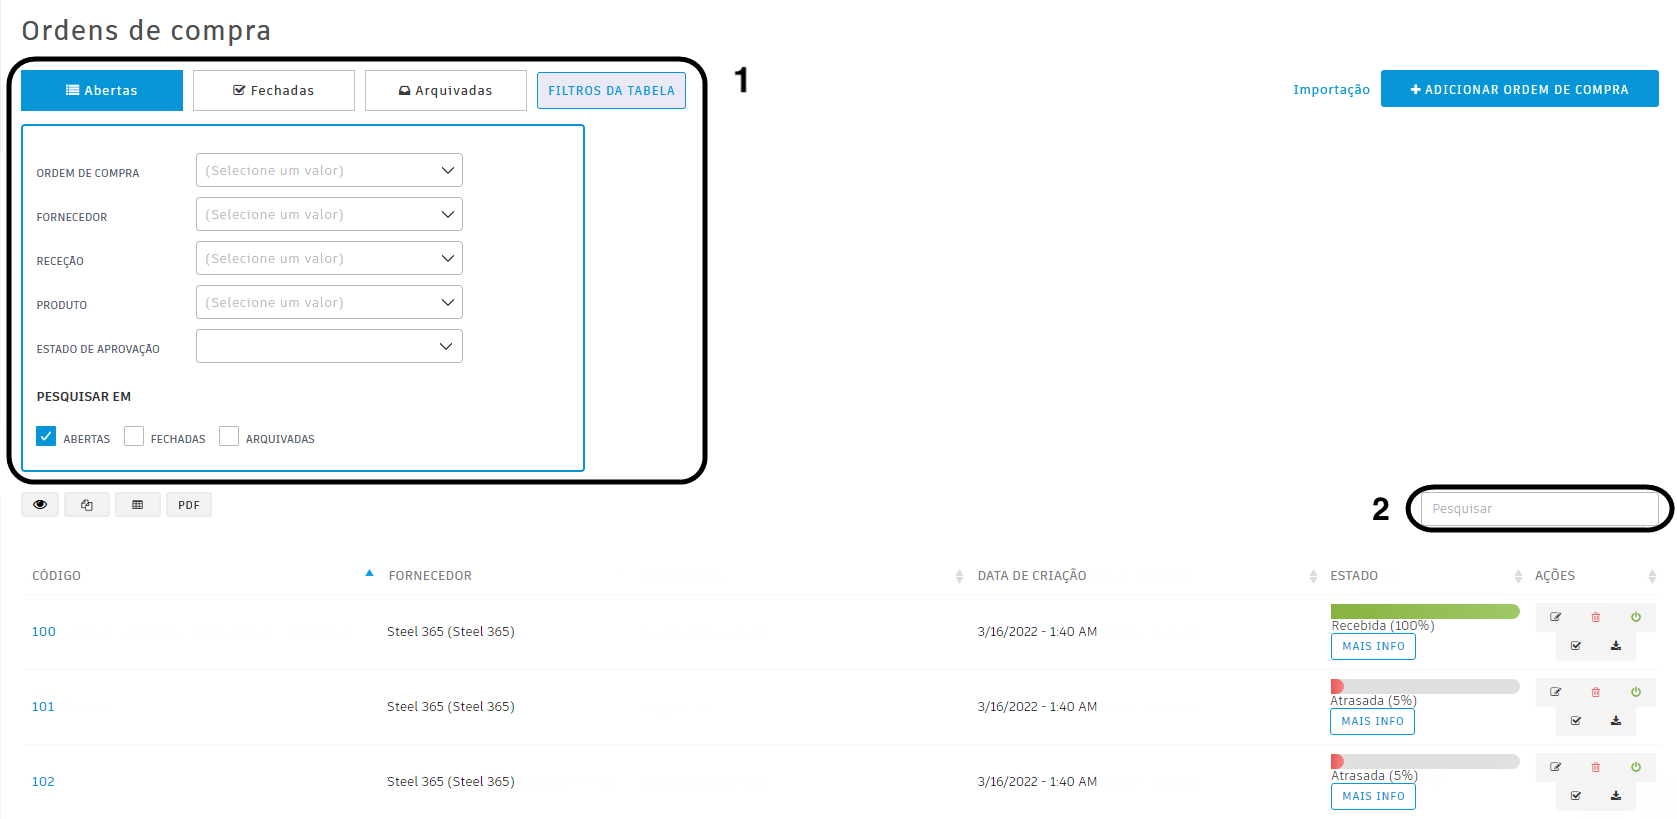 Ordens de compra
Abertas Fechadas Arquivadas FILTROS DA TABELA 1 Importação ADICIONAR ORDEM DE COMPRA
ORDEM DE COMPRA (Selecione um valor)
FORNECEDOR (Selecione um valor)
RECEÇÃO (Selecione um valor)
PRODUTO (Selecione um valor)
ESTADO DE APROVAÇÃO
PESQUISAR EM
ABERTAS FECHADAS ARQUIVADAS
PDF 2 Pesquisar
CÓDIGO FORNECEDOR DATA DE CRIAÇÃO ESTADO AÇÕES
100 Steel 365 (Steel 365) 3/16/2022 - 1:40 AM Recebida (100%)
MAIS INFO
101 Steel 365 (Steel 365) 3/16/2022 - 1:40 AM Atrasada (5%)
MAIS INFO
102 Steel 365 (Steel 365) 3/16/2022 - 1:40 AM Atrasada (5%)
MAIS INFO